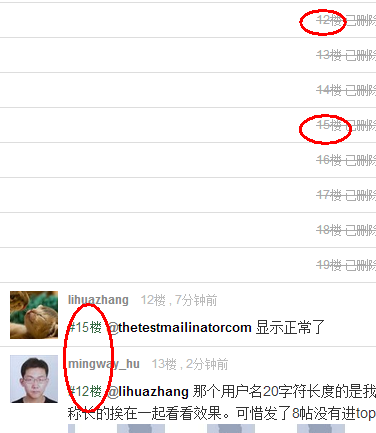 12楼 已删除
13楼 已删除
14楼 已删除
15楼 已删除
16楼 已删除
17楼 已删除
18楼 已删除
19楼 已删除
lihuazhang 12楼 , 7分钟前
#15楼 @thetestmailinatorcom 显示正常了
mingway_hu 13楼 , 2分钟前
#12楼 @lihuazhang 那个用户名20字符长度的是我
称长的挨在一起看看效果。可惜发了8帖没有进top